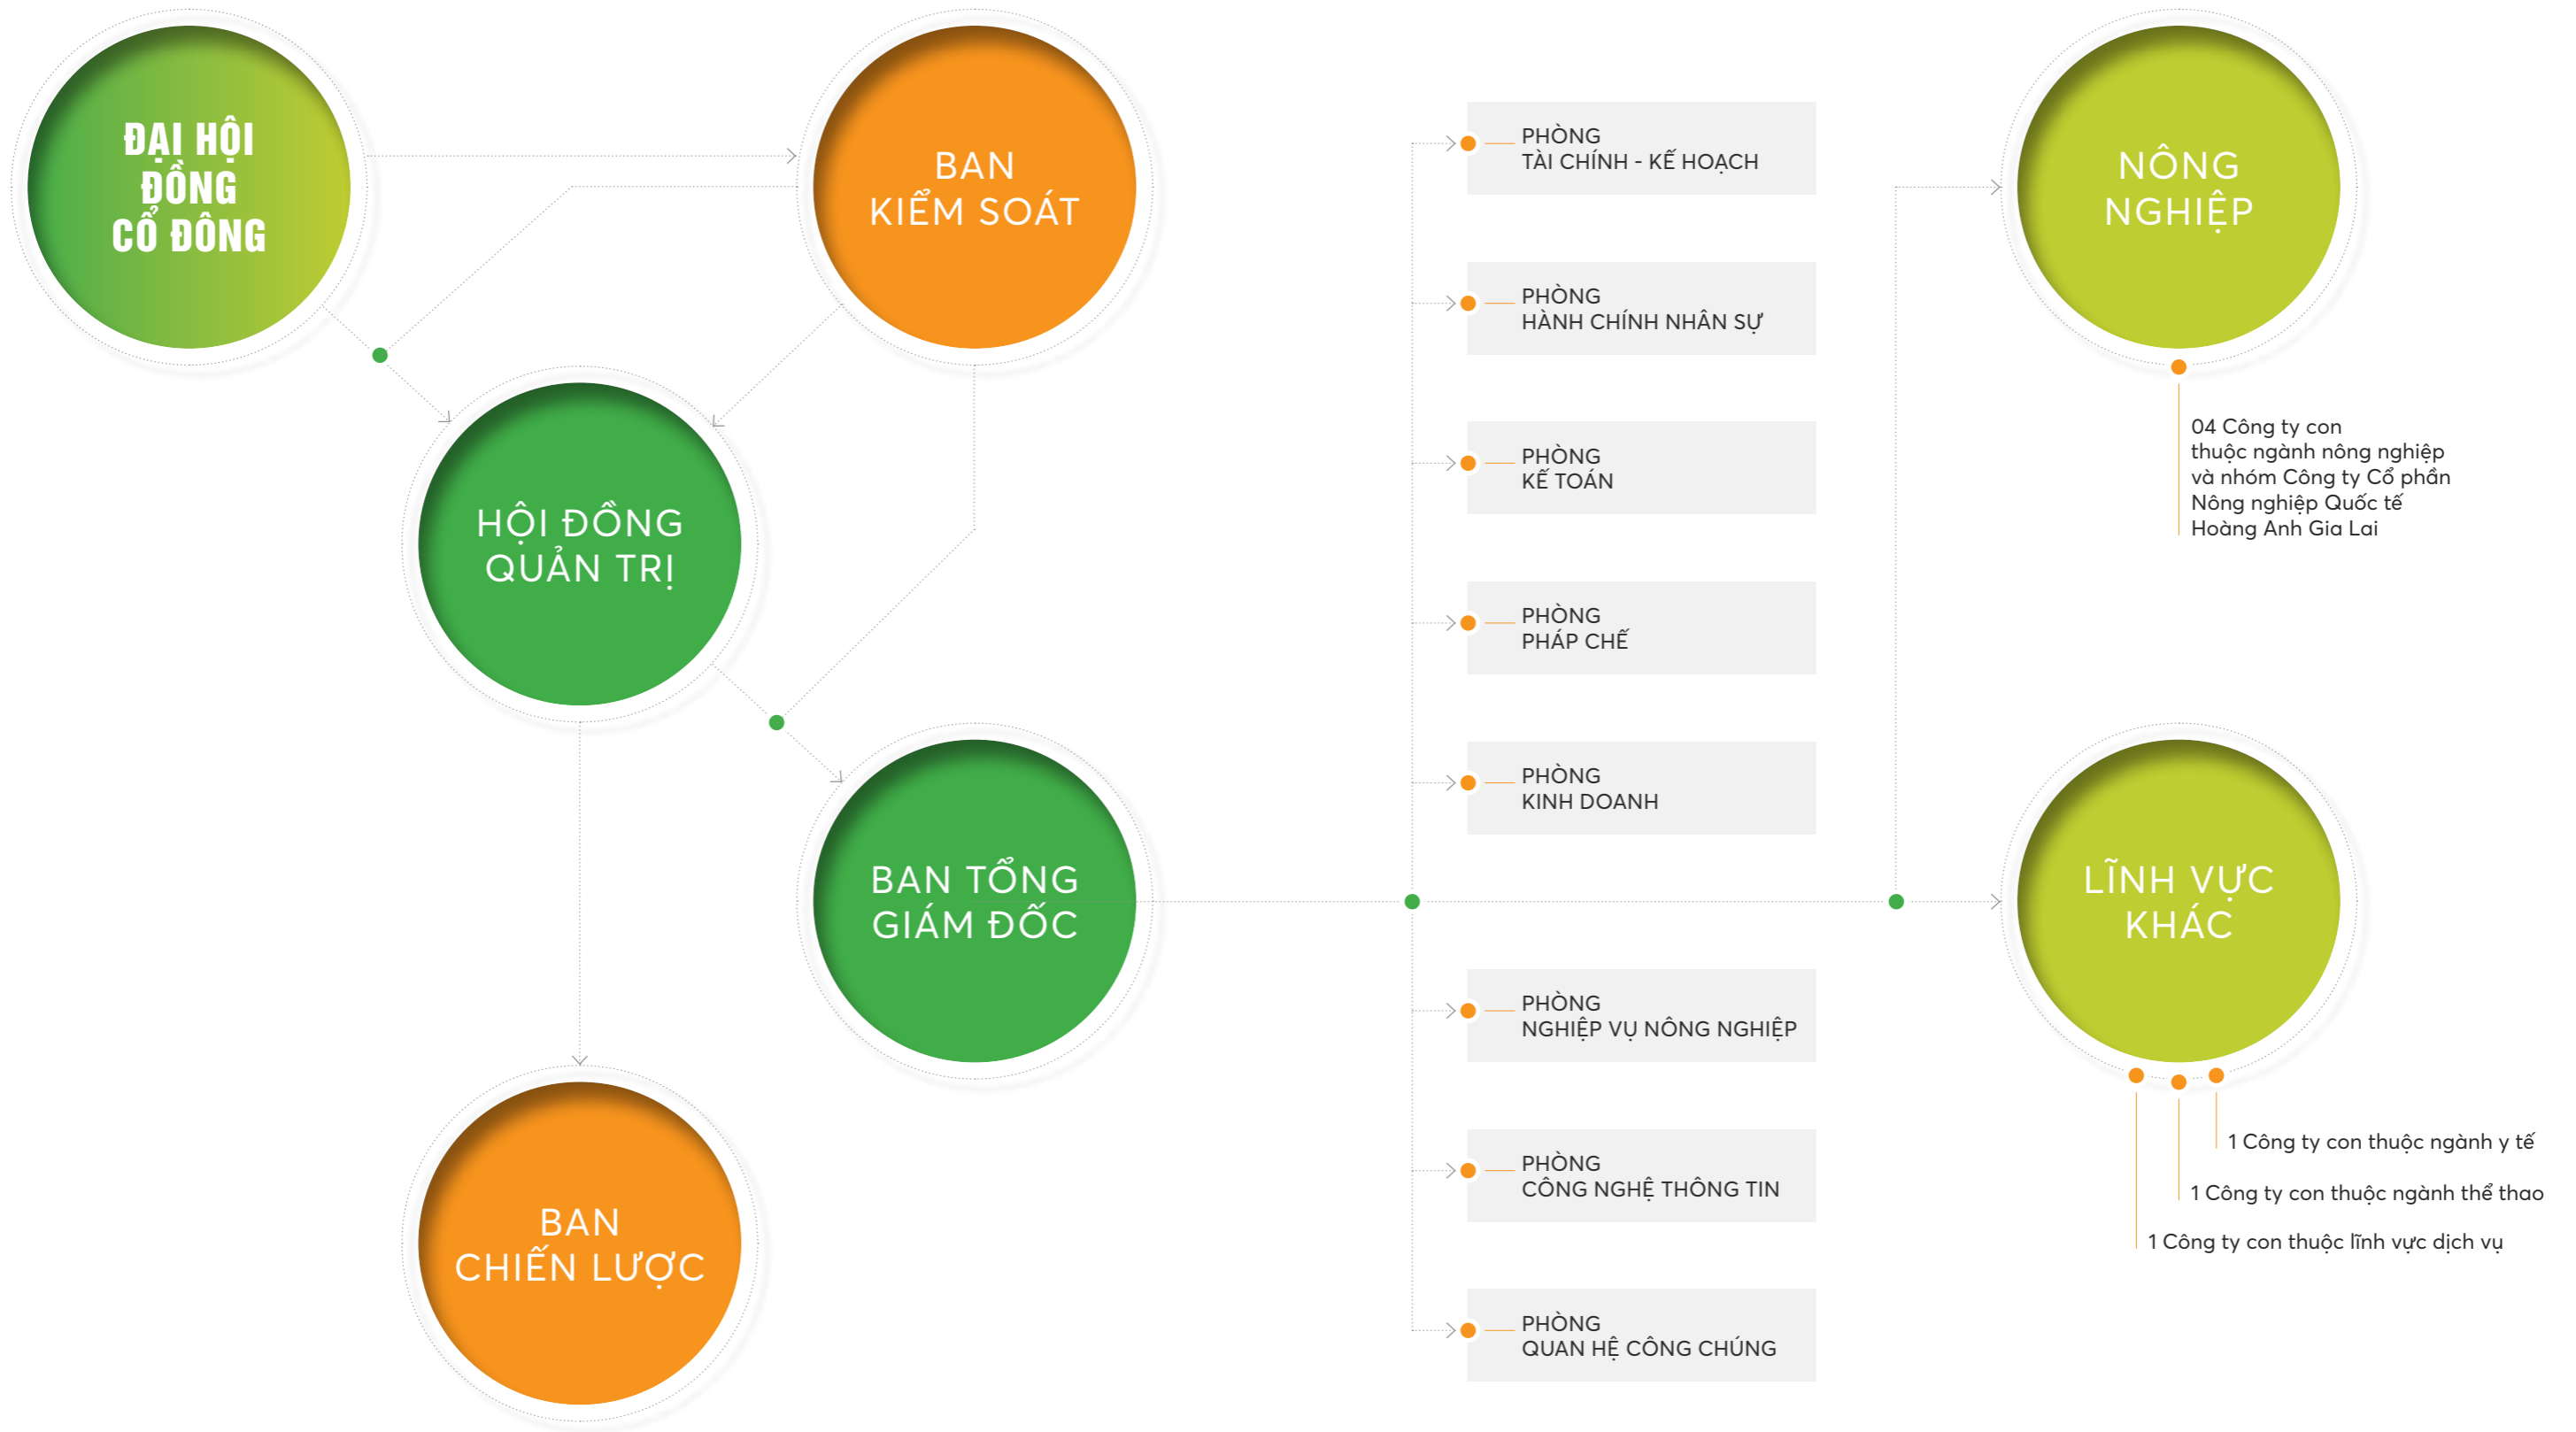 ĐẠI HỘI
ĐỒNG
CỔ ĐÔNG
BAN
KIỂM SOÁT
HỘI ĐỒNG
QUẢN TRỊ
BAN TỔNG
GIÁM ĐỐC
BAN
CHIẾN LƯỢC
PHÒNG
TÀI CHÍNH - KẾ HOẠCH
PHÒNG
HÀNH CHÍNH NHÂN SỰ
PHÒNG
KẾ TOÁN
PHÒNG
PHÁP CHẾ
PHÒNG
KINH DOANH
PHÒNG
NGHIỆP VỤ NÔNG NGHIỆP
PHÒNG
CÔNG NGHỆ THÔNG TIN
PHÒNG
QUAN HỆ CÔNG CHÚNG
NÔNG
NGHIỆP
04 Công ty con
thuộc ngành nông nghiệp
và nhóm Công ty Cổ phần
Nông nghiệp Quốc tế
Hoàng Anh Gia Lai
LĨNH VỰC
KHÁC
1 Công ty con thuộc ngành y tế
1 Công ty con thuộc ngành thể thao
1 Công ty con thuộc lĩnh vực dịch vụ